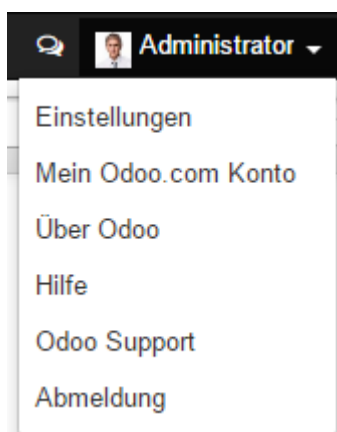 Administrator
Einstellungen
Mein Odoo.com Konto
Über Odoo
Hilfe
Odoo Support
Abmeldung